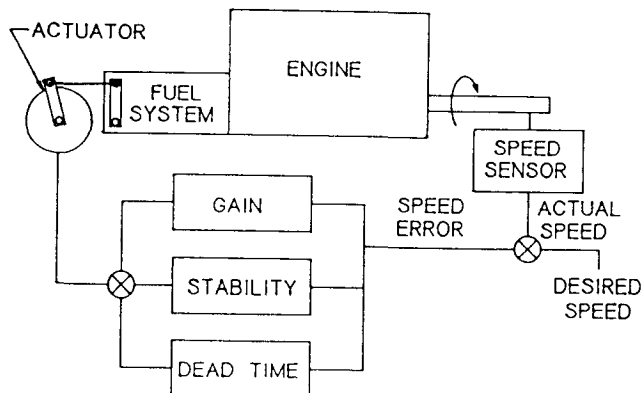 ACTUATOR
ENGINE
FUEL
SYSTEM
SPEED
SENSOR
GAIN
SPEED
ERROR
ACTUAL
SPEED
STABILITY
DESIRED
SPEED
DEAD TIME